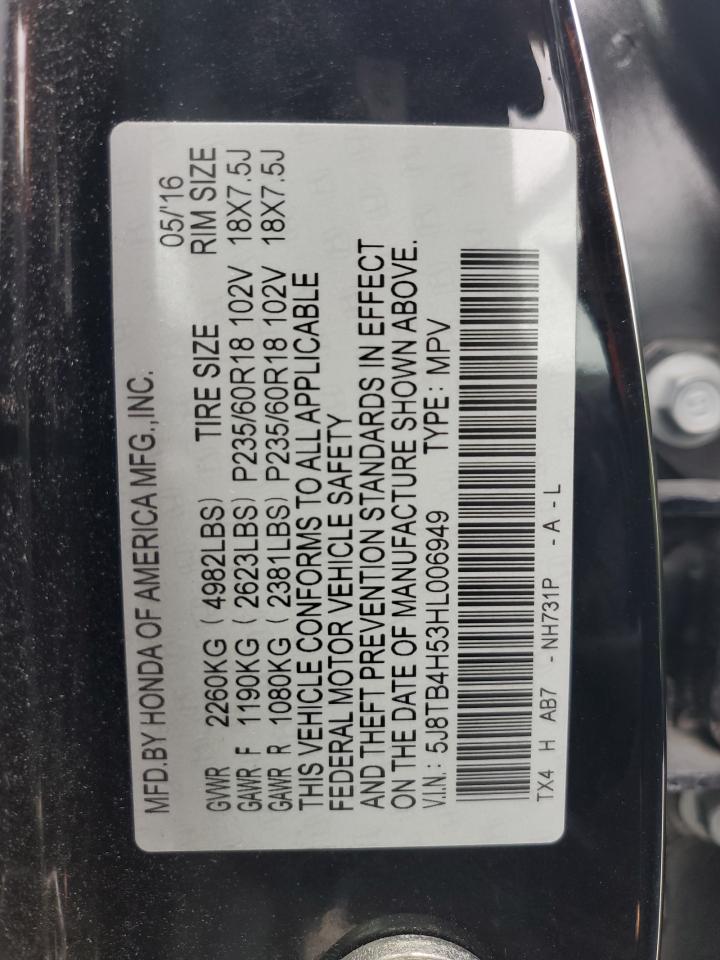 MFD.BY HONDA OF AMERICA MFG.,INC. 05/'16
GVWR 2260KG ( 4982LBS) TIRE SIZE RIM SIZE
GAWR F 1190KG ( 2623LBS) P235/60R18 102V 18X7.5J
GAWR R 1080KG ( 2381LBS) P235/60R18 102V 18X7.5J
THIS VEHICLE CONFORMS TO ALL APPLICABLE
FEDERAL MOTOR VEHICLE SAFETY
AND THEFT PREVENTION STANDARDS IN EFFECT
ON THE DATE OF MANUFACTURE SHOWN ABOVE.
V.I.N.: 5J8TB4H53HL006949 TYPE: MPV
TX4 H AB7 - NH731P - A - L